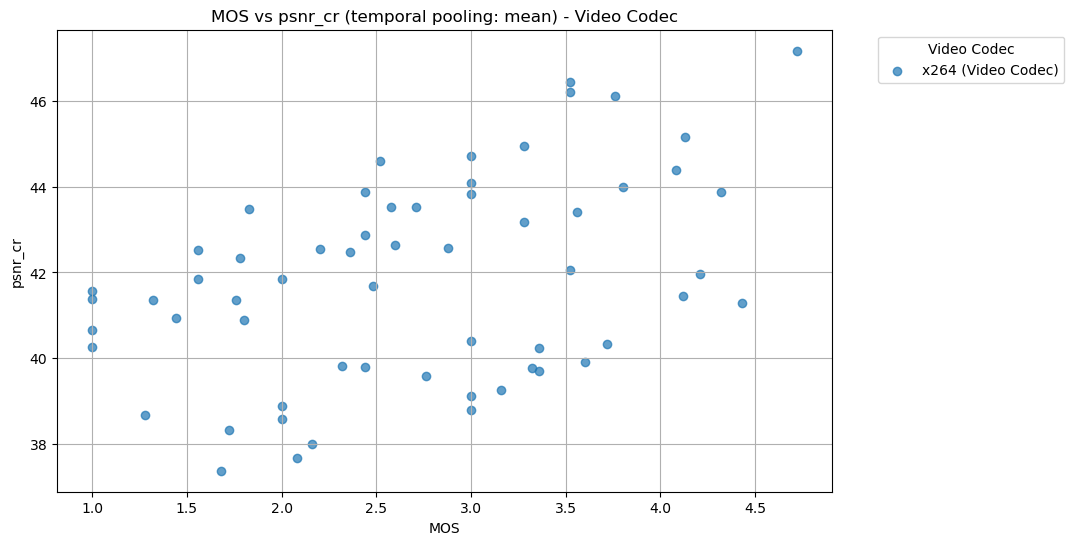 MOS vs psnr_cr (temporal pooling: mean) - Video Codec
Video Codec
x264 (Video Codec)
psnr_cr
46
44
42
40
38
1.0 1.5 2.0 2.5 3.0 3.5 4.0 4.5
MOS